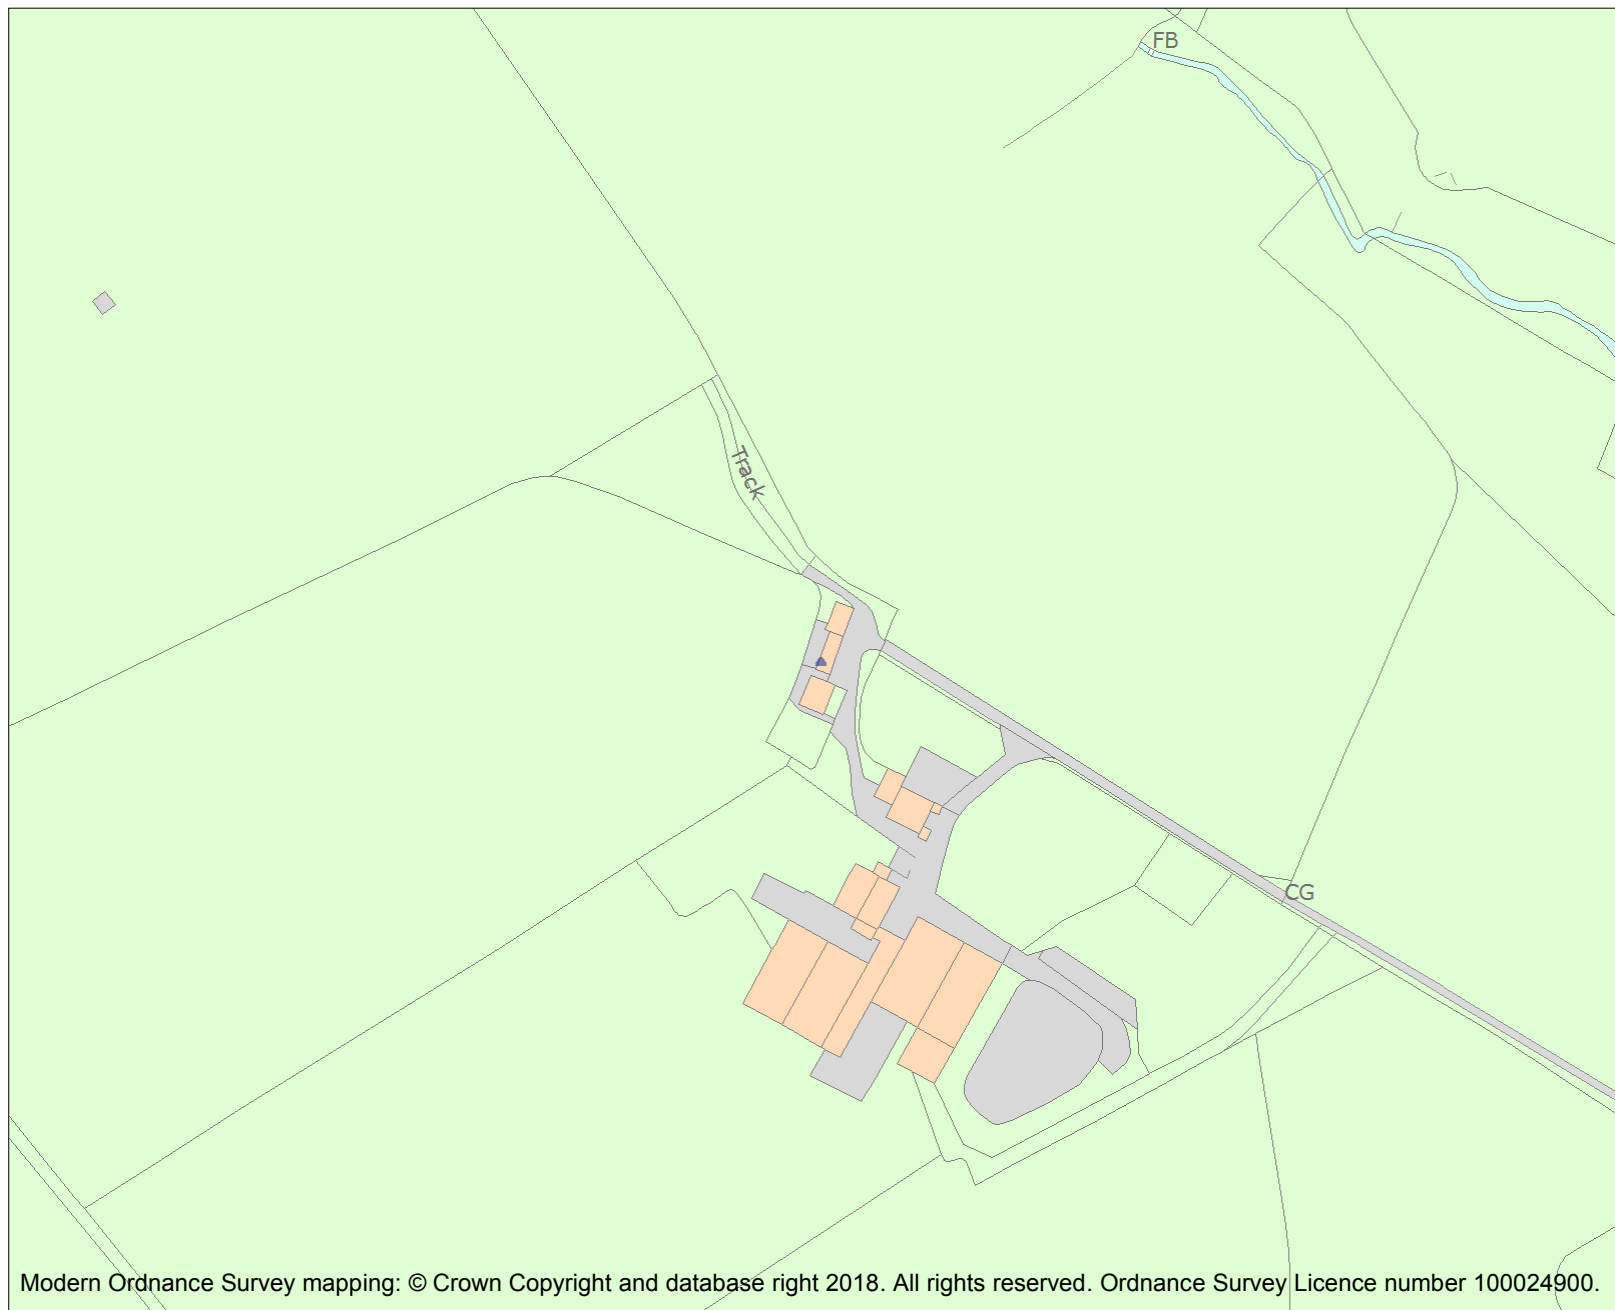 FB
Track
CG
Modern Ordnance Survey mapping: © Crown Copyright and database right 2018. All rights reserved. Ordnance Survey Licence number 100024900.